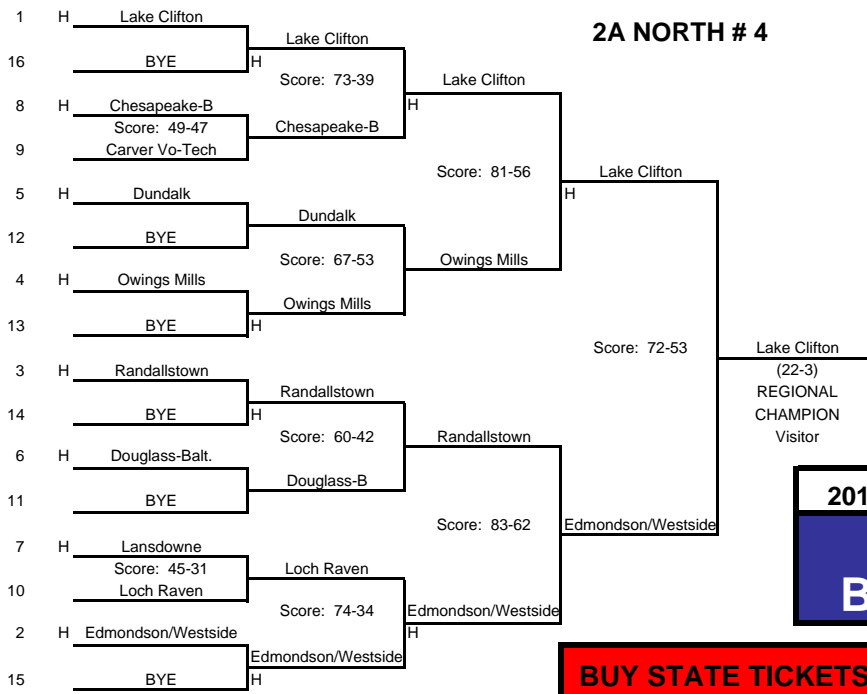 2A NORTH # 4
1 H Lake Clifton
16 BYE
8 H Chesapeake-B
Score: 49-47
9 Carver Vo-Tech
5 H Dundalk
12 BYE
4 H Owings Mills
13 BYE
3 H Randallstown
14 BYE
6 H Douglass-Balt.
11 BYE
7 H Lansdowne
Score: 45-31
10 Loch Raven
2 H Edmondson/Westside
15 BYE
Lake Clifton
H
Score: 73-39
Chesapeake-B
Dundalk
Score: 67-53
Owings Mills
H
Randallstown
H
Score: 60-42
Douglass-B
Loch Raven
Score: 74-34
Edmondson/Westside
H
Lake Clifton
H
Score: 81-56
Owings Mills
Randallstown
Score: 83-62
Edmondson/Westside
H
Lake Clifton
H
Score: 72-53
Edmondson/Westside
Lake Clifton
(22-3)
REGIONAL
CHAMPION
Visitor
201
B
BUY STATE TICKETS